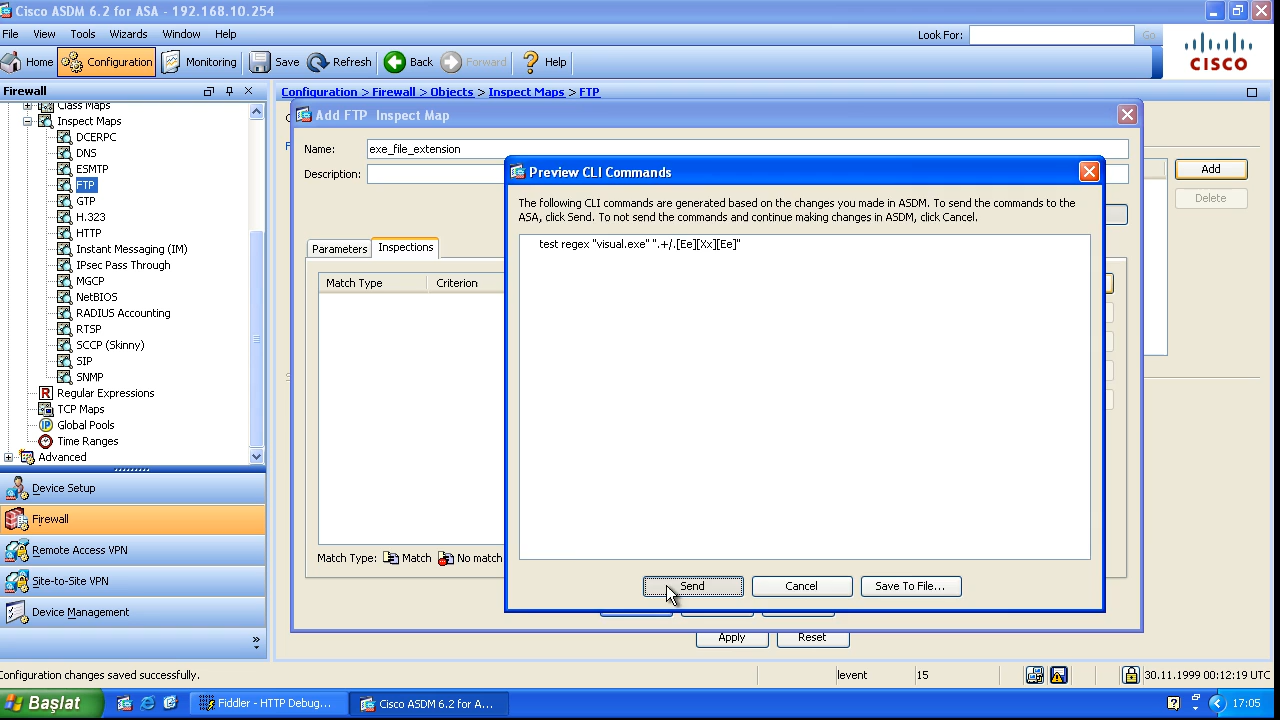 Cisco ASDM 6.2 for ASA - 192.168.10.254
File View Tools Wizards Window Help Look For: Go
Home Configuration Monitoring Save Refresh Back Forward Help
CISCO
Firewall
Configuration > Firewall > Objects > Inspect Maps > FTP
Class Maps
Inspect Maps
DCERPC
DNS
ESMTP
FTP
GTP
H.323
HTTP
Instant Messaging (IM)
IPsec Pass Through
MGCP
NetBIOS
RADIUS Accounting
RTSP
SCCP (Skinny)
SIP
SNMP
Regular Expressions
TCP Maps
Global Pools
Time Ranges
Advanced
Device Setup
Firewall
Remote Access VPN
Site-to-Site VPN
Device Management
Add FTP Inspect Map
Name: exe_file_extension
Description:
Parameters Inspections
Match Type Criterion
Match Type: Match No match
Preview CLI Commands
The following CLI commands are generated based on the changes you made in ASDM. To send the commands to the
ASA, click Send. To not send the commands and continue making changes in ASDM, click Cancel.
test regex "visual.exe" ".+/.[Ee][Xx][Ee]"
Send Cancel Save To File...
Add
Delete
Apply Reset
Configuration changes saved successfully. levent 15 30.11.1999 00:12:19 UTC
Başlat Fiddler - HTTP Debug... Cisco ASDM 6.2 for A... 17:05